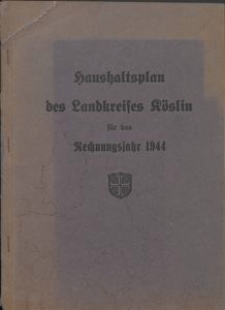 Haushaltsplan
des Landkreises Köslin
für das
Rechnungsjahr 1944